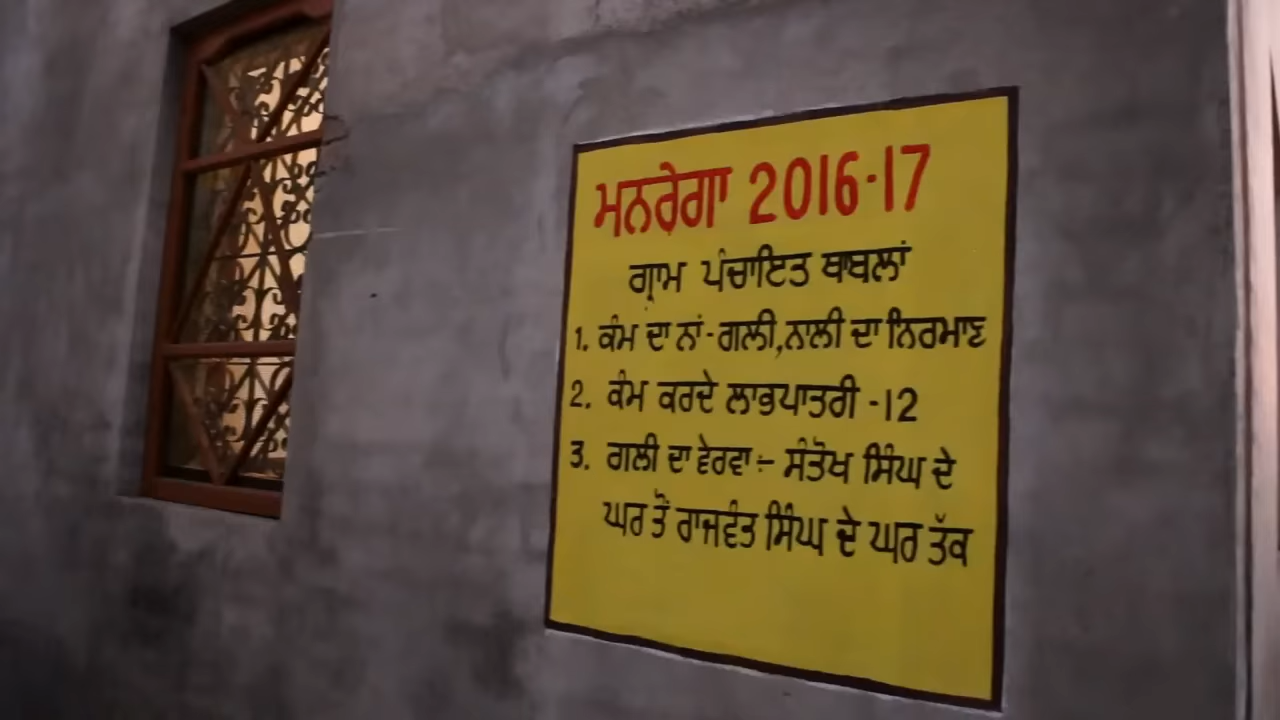 ਮਨਰੇਗਾ 2016-17
ਗ੍ਰਾਮ ਪੰਚਾਇਤ ਥਾਬਲਾਂ
1. ਕੰਮ ਦਾ ਨਾਂ-ਗਲੀ,ਨਾਲੀ ਦਾ ਨਿਰਮਾਣ
2. ਕੰਮ ਕਰਦੇ ਲਾਭਪਾਤਰੀ -12
3. ਗਲੀ ਦਾ ਵੇਰਵਾ :- ਸੰਤੋਖ ਸਿੰਘ ਦੇ
ਘਰ ਤੋਂ ਰਾਜਵੰਤ ਸਿੰਘ ਦੇ ਘਰ ਤੱਕ